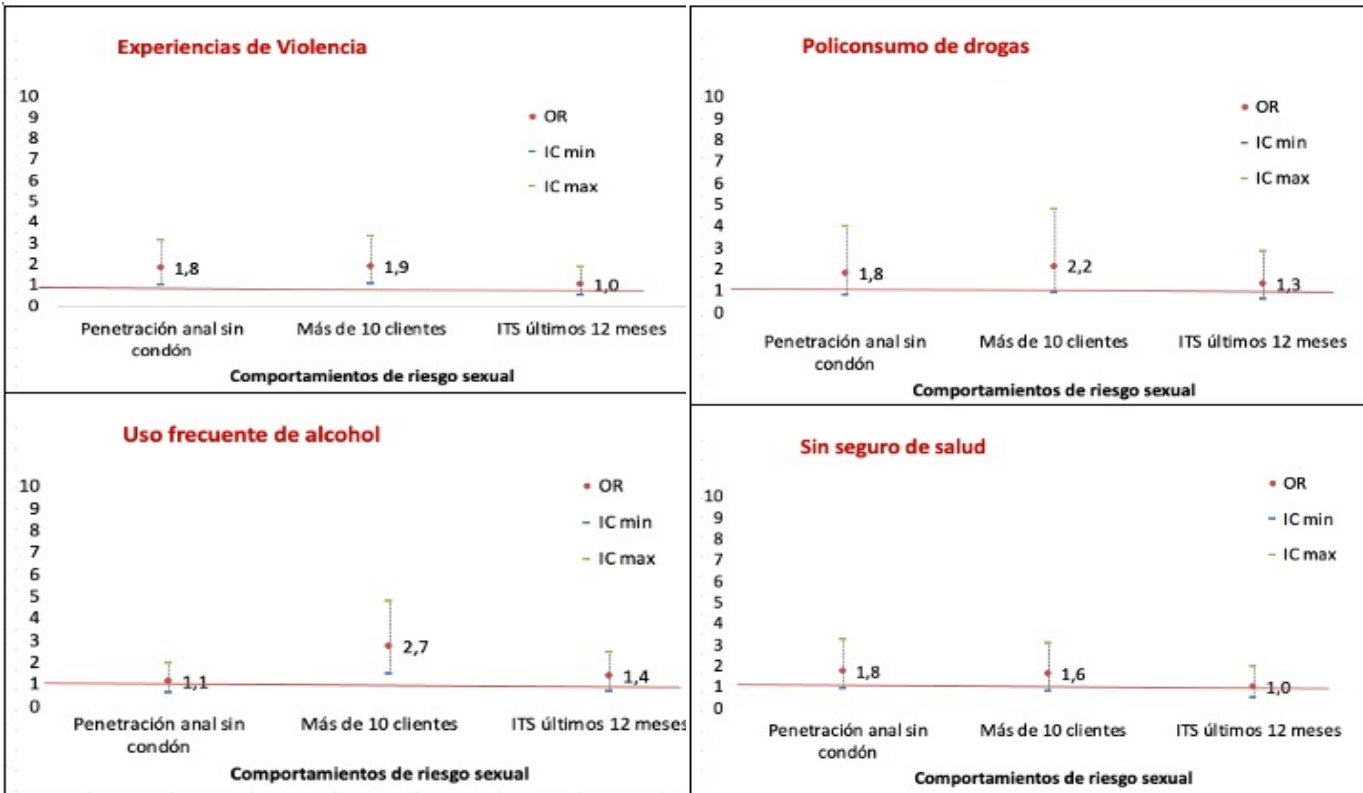 Experiencias de Violencia
10
9
8
7
6
5
4
3
2
1
0
OR
IC min
IC max
1,8
1,9
1,0
Penetración anal sin
condón
Más de 10 clientes
ITS últimos 12 meses
Comportamientos de riesgo sexual
Policonsumo de drogas
10
9
8
7
6
5
4
3
2
1
0
OR
IC min
IC max
1,8
2,2
1,3
Penetración anal sin
condón
Más de 10 clientes
ITS últimos 12 meses
Comportamientos de riesgo sexual
Uso frecuente de alcohol
10
9
8
7
6
5
4
3
2
1
0
OR
IC min
IC max
1,1
2,7
1,4
Penetración anal sin
condón
Más de 10 clientes
ITS últimos 12 meses
Comportamientos de riesgo sexual
Sin seguro de salud
10
9
8
7
6
5
4
3
2
1
0
OR
IC min
IC max
1,8
1,6
1,0
Penetración anal sin
condón
Más de 10 clientes
ITS últimos 12 meses
Comportamientos de riesgo sexual